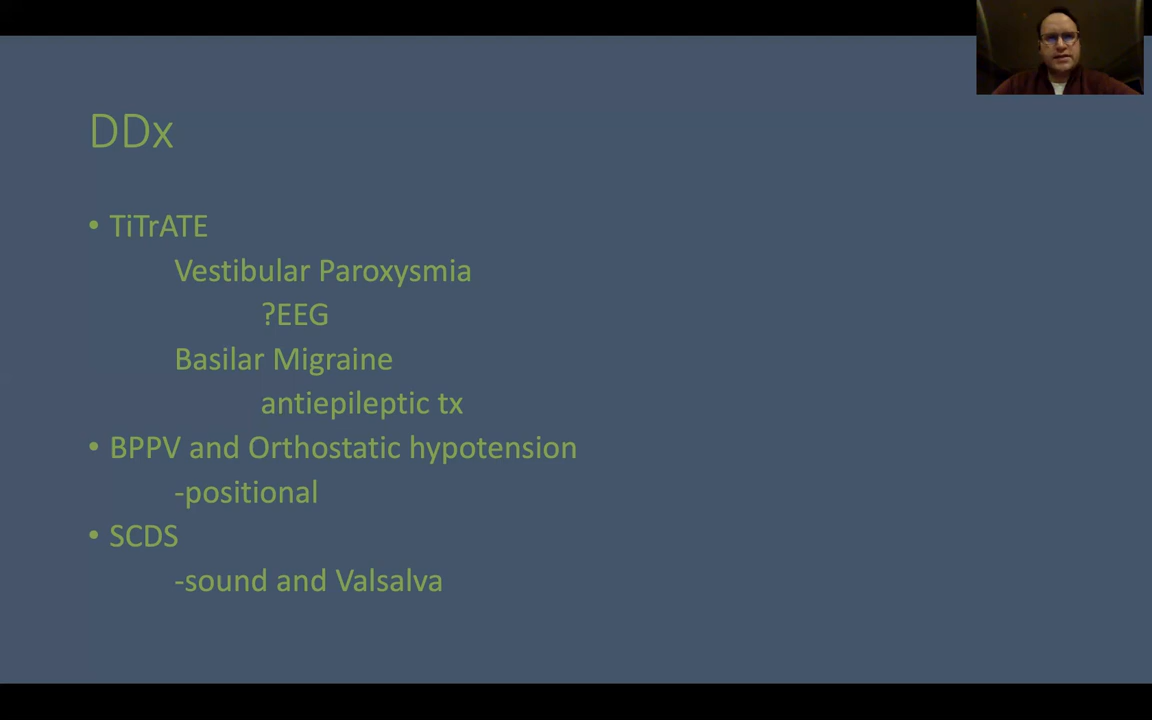 DDx
• TiTrATE
Vestibular Paroxysmia
?EEG
Basilar Migraine
antiepileptic tx
• BPPV and Orthostatic hypotension
-positional
• SCDS
-sound and Valsalva